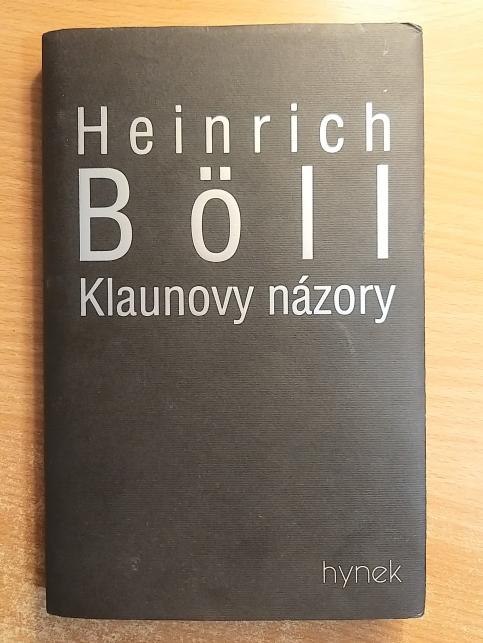 Heinrich
Böll
Klaunovy názory
hynek